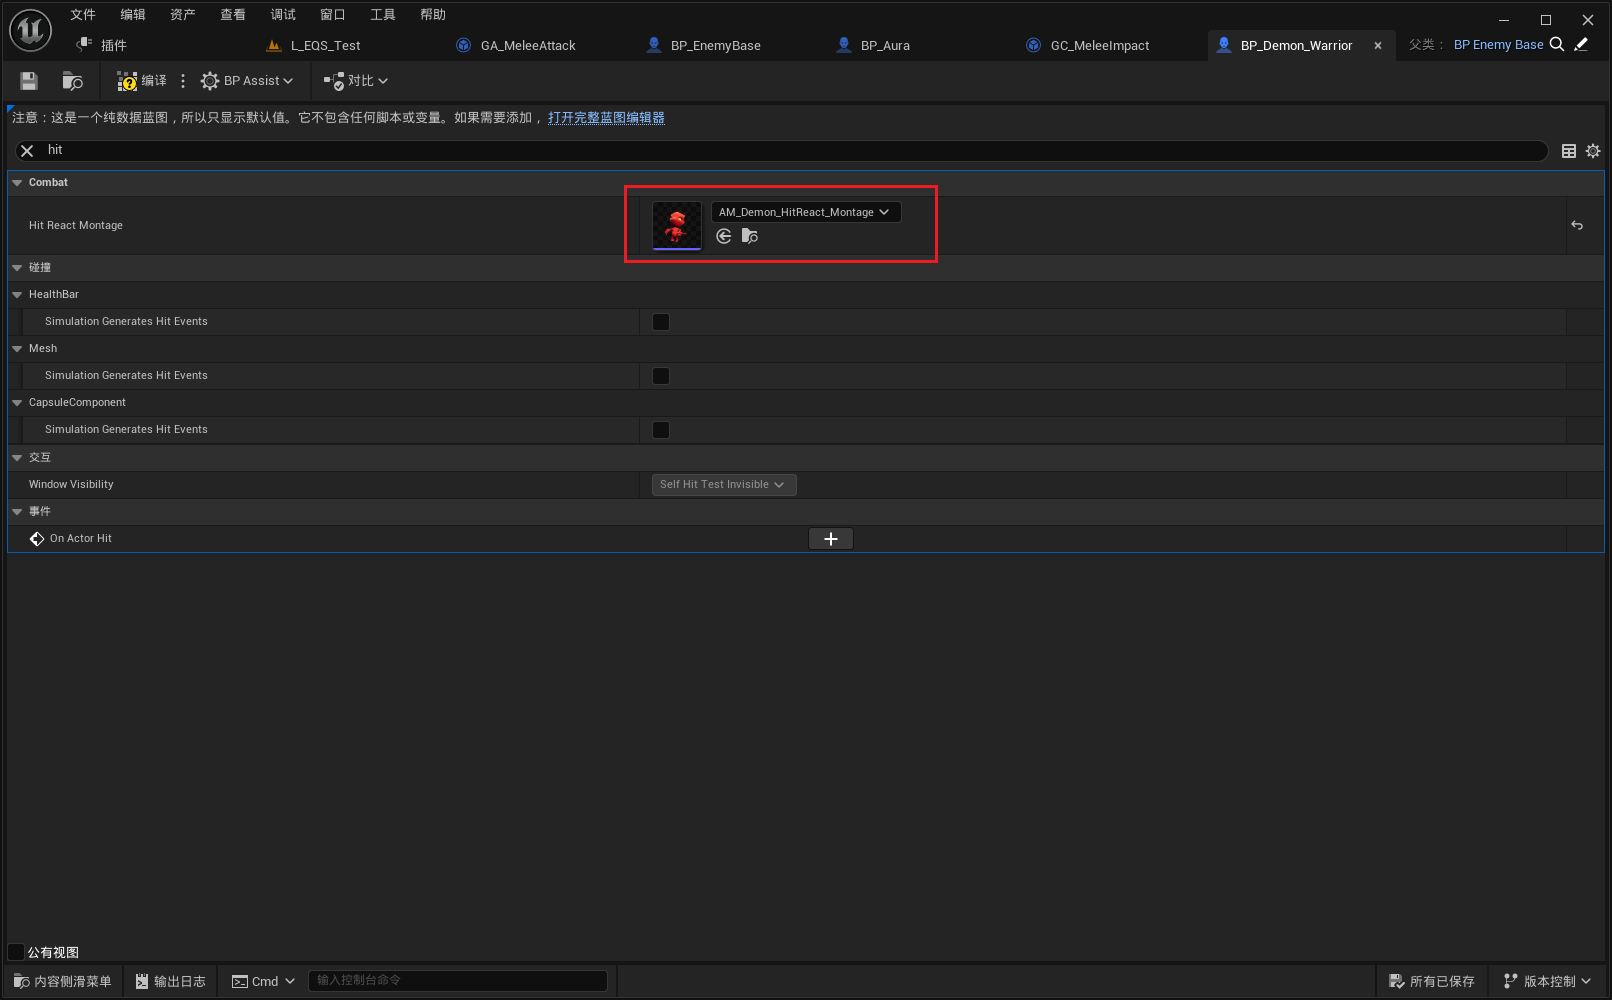 文件 编辑 资产 查看 调试 窗口 工具 帮助
插件 L_EQS_Test GA_MeleeAttack BP_EnemyBase BP_Aura GC_MeleeImpact BP_Demon_Warrior 父类： BP Enemy Base
编译 BP Assist 对比
注意：这是一个纯数据蓝图，所以只显示默认值。它不包含任何脚本或变量。如果需要添加， 打开完整蓝图编辑器
hit
Combat
Hit React Montage AM_Demon_HitReact_Montage
碰撞
HealthBar
Simulation Generates Hit Events
Mesh
Simulation Generates Hit Events
CapsuleComponent
Simulation Generates Hit Events
交互
Window Visibility Self Hit Test Invisible
事件
On Actor Hit
公有视图
内容侧滑菜单 输出日志 Cmd 输入控制台命令 所有已保存 版本控制